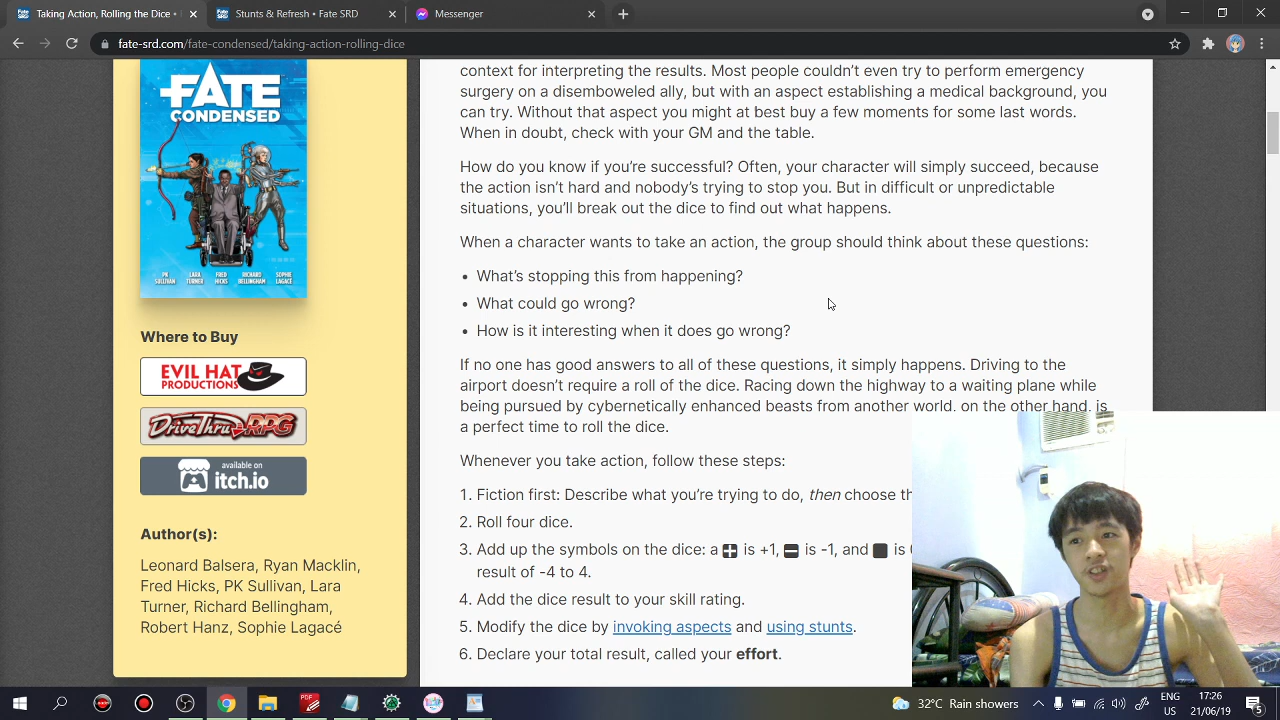 Taking Action, Rolling the Dice •
Stunts & Refresh • Fate SRD
Messenger
fate-srd.com/fate-condensed/taking-action-rolling-dice
FATE
CONDENSED
PK SULLIVAN
LARA TURNER
FRED HICKS
RICHARD BELLINGHAM
SOPHIE LAGACÉ
Where to Buy
EVIL HAT
PRODUCTIONS
DriveThruRPG
available on
itch.io
Author(s):
Leonard Balsera, Ryan Macklin,
Fred Hicks, PK Sullivan, Lara
Turner, Richard Bellingham,
Robert Hanz, Sophie Lagacé
context for interpreting the results. Most people couldn’t even try to perform emergency
surgery on a disemboweled ally, but with an aspect establishing a medical background, you
can try. Without that aspect you might at best buy a few moments for some last words.
When in doubt, check with your GM and the table.
How do you know if you’re successful? Often, your character will simply succeed, because
the action isn’t hard and nobody’s trying to stop you. But in difficult or unpredictable
situations, you’ll break out the dice to find out what happens.
When a character wants to take an action, the group should think about these questions:
• What’s stopping this from happening?
• What could go wrong?
• How is it interesting when it does go wrong?
If no one has good answers to all of these questions, it simply happens. Driving to the
airport doesn’t require a roll of the dice. Racing down the highway to a waiting plane while
being pursued by cybernetically enhanced beasts from another world, on the other hand, is
a perfect time to roll the dice.
Whenever you take action, follow these steps:
1. Fiction first: Describe what you’re trying to do, then choose
2. Roll four dice.
3. Add up the symbols on the dice: a + is +1, − is -1, and is
result of -4 to 4.
4. Add the dice result to your skill rating.
5. Modify the dice by invoking aspects and using stunts.
6. Declare your total result, called your effort.
PDF
32°C Rain showers
ENG
US
17:26
21/06/19
5